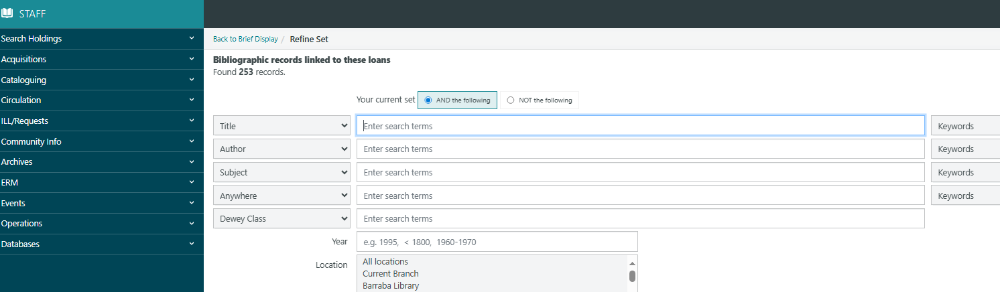 STAFF
Search Holdings
Acquisitions
Cataloguing
Circulation
ILL/Requests
Community Info
Archives
ERM
Events
Operations
Databases
Back to Brief Display / Refine Set
Bibliographic records linked to these loans
Found 253 records.
Your current set AND the following NOT the following
Title Enter search terms Keywords
Author Enter search terms Keywords
Subject Enter search terms Keywords
Anywhere Enter search terms Keywords
Dewey Class Enter search terms
Year e.g. 1995, < 1800, 1960-1970
Location All locations
Current Branch
Barraba Library